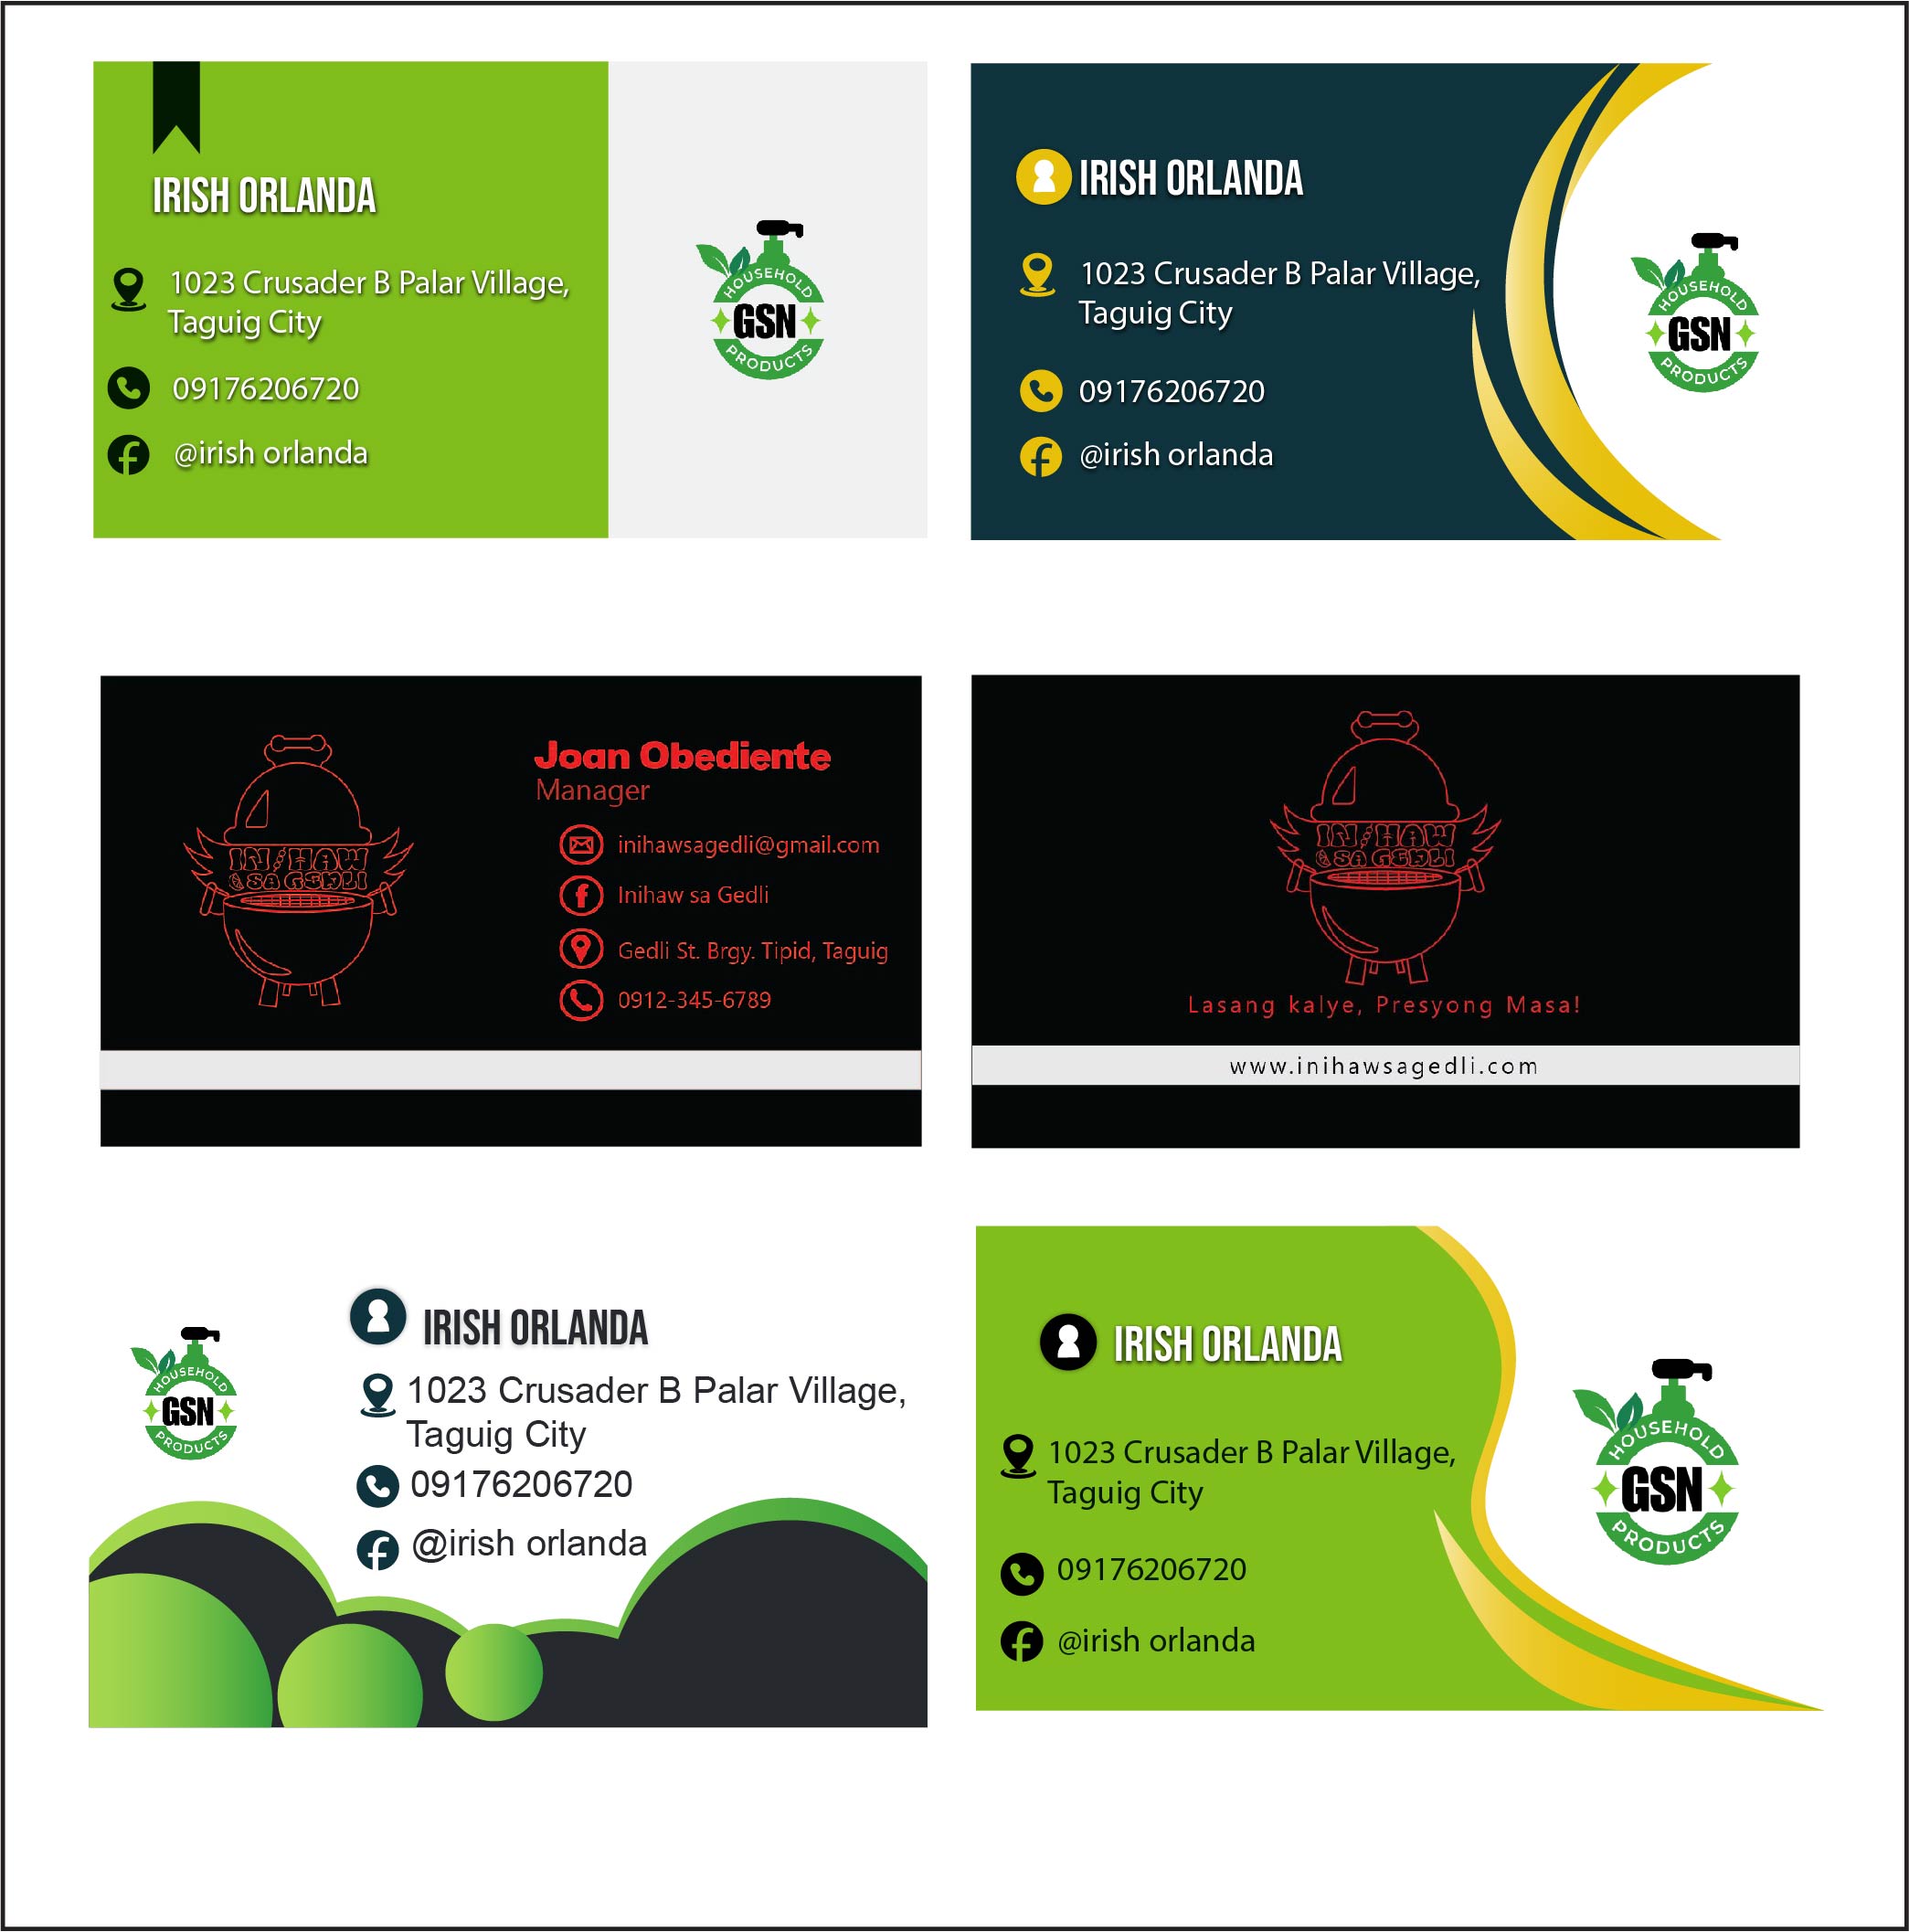 IRISH ORLANDA
1023 Crusader B Palar Village,
Taguig City
09176206720
@irish orlanda
HOUSEHOLD
GSN
PRODUCTS
IRISH ORLANDA
1023 Crusader B Palar Village,
Taguig City
09176206720
@irish orlanda
HOUSEHOLD
GSN
PRODUCTS
INIHAW
SA GEDLI
Joan Obediente
Manager
inihawsagedli@gmail.com
Inihaw sa Gedli
Gedli St. Brgy. Tipid, Taguig
0912-345-6789
INIHAW
SA GEDLI
Lasang kalye, Presyong Masa!
www.inihawsagedli.com
HOUSEHOLD
GSN
PRODUCTS
IRISH ORLANDA
1023 Crusader B Palar Village,
Taguig City
09176206720
@irish orlanda
IRISH ORLANDA
1023 Crusader B Palar Village,
Taguig City
09176206720
@irish orlanda
HOUSEHOLD
GSN
PRODUCTS